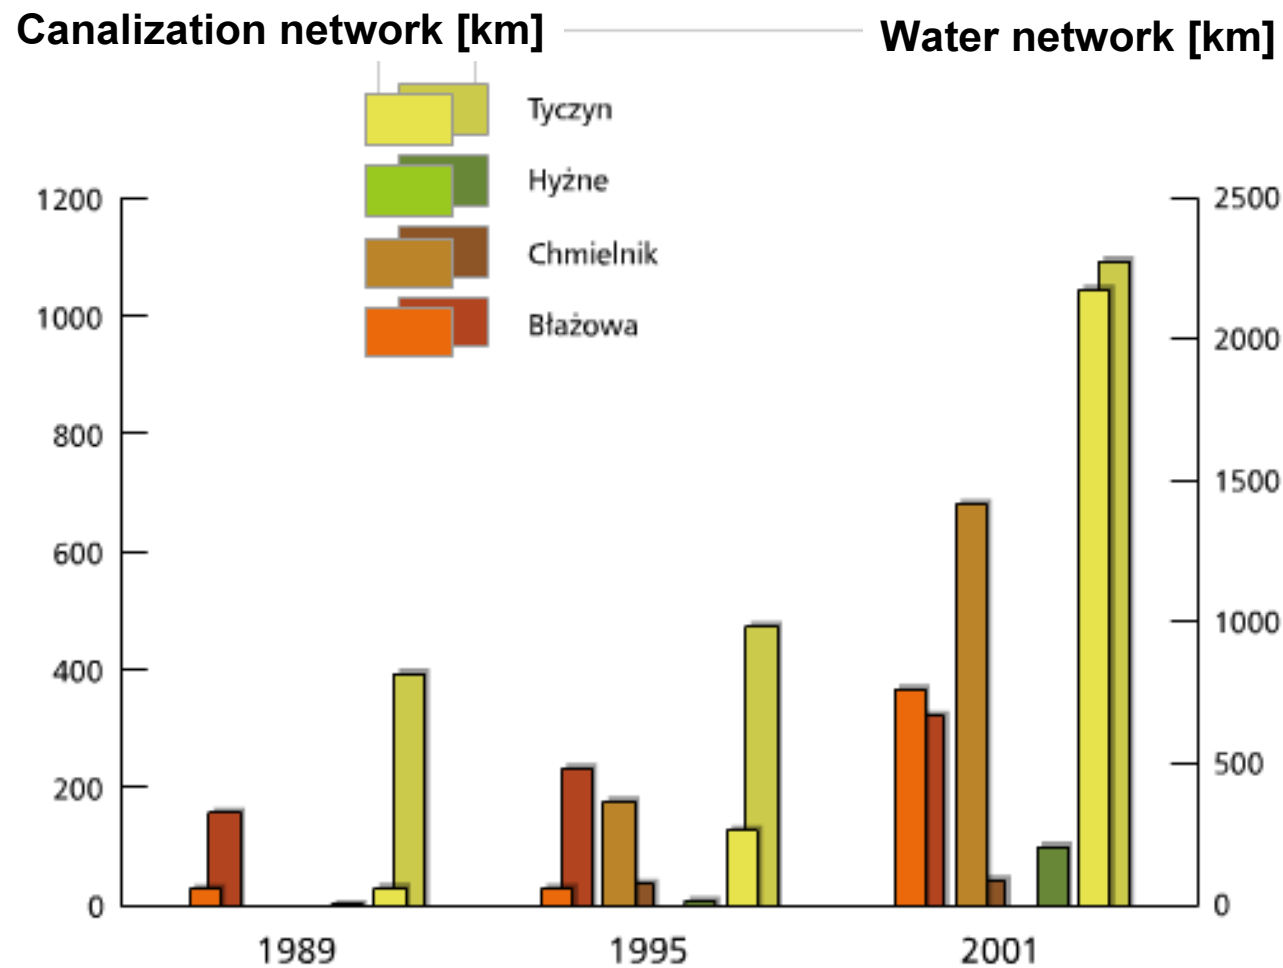 Canalization network [km]
Water network [km]
Tyczyn
Hyżne
Chmielnik
Błażowa
1200
1000
800
600
400
200
0
2500
2000
1500
1000
500
0
1989
1995
2001